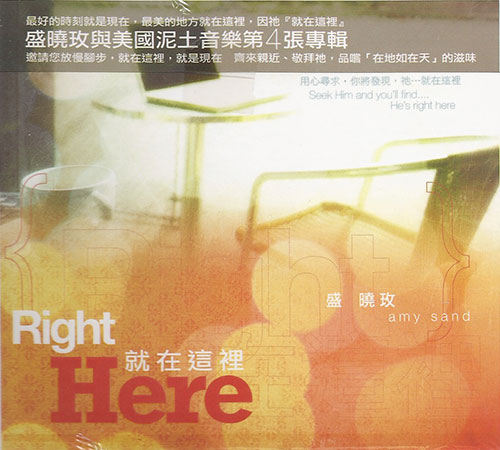 最好的時刻就是現在，最美的地方就在這裡，因祂『就在這裡』
盛曉玫與美國泥土音樂第4張專輯
邀請您放慢腳步，就在這裡，就是現在 齊來親近、敬拜祂，品嚐「在地如在天」的滋味
用心尋求，你將發現，祂…就在這裡
Seek Him and you'll find....
He's right here
{ Right }
盛 曉玫
amy sand
Right
就在這裡
Here